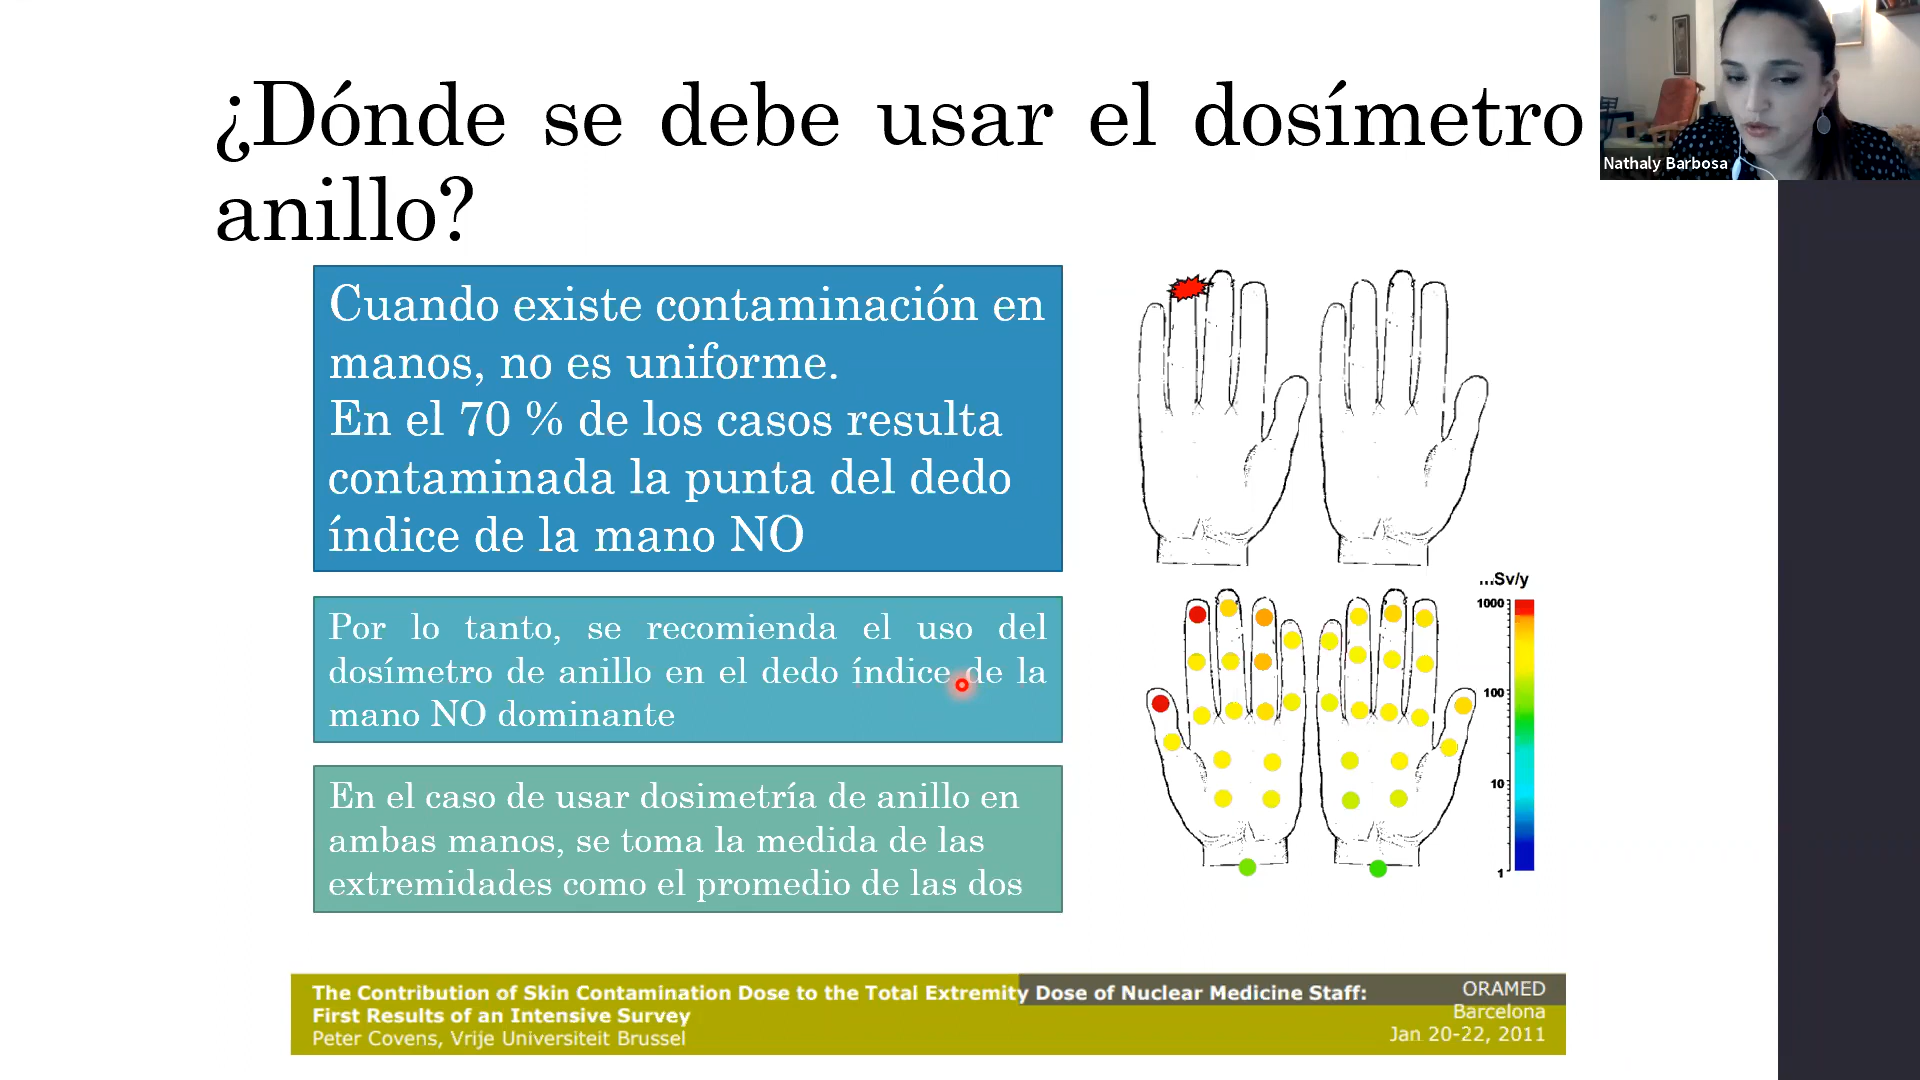 ¿Dónde se debe usar el dosímetro
anillo?
Nathaly Barbosa
Cuando existe contaminación en
manos, no es uniforme.
En el 70 % de los casos resulta
contaminada la punta del dedo
índice de la mano NO
Por lo tanto, se recomienda el uso del
dosímetro de anillo en el dedo índice de la
mano NO dominante
En el caso de usar dosimetría de anillo en
ambas manos, se toma la medida de las
extremidades como el promedio de las dos
mSv/y
1000
100
10
1
The Contribution of Skin Contamination Dose to the Total Extremity Dose of Nuclear Medicine Staff:
First Results of an Intensive Survey
Peter Covens, Vrije Universiteit Brussel
ORAMED
Barcelona
Jan 20-22, 2011